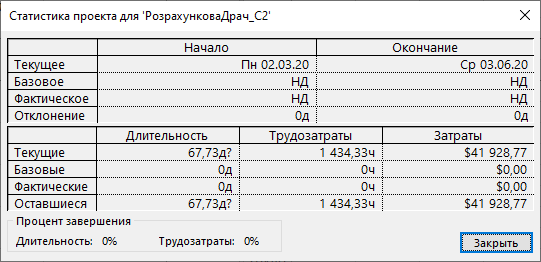 Статистика проекта для 'РозрахунковаДрач_С2'
Начало Окончание
Текущее Пн 02.03.20 Ср 03.06.20
Базовое НД НД
Фактическое НД НД
Отклонение 0д 0д
Длительность Трудозатраты Затраты
Текущие 67,73д? 1 434,33ч $41 928,77
Базовые 0д 0ч $0,00
Фактические 0д 0ч $0,00
Оставшиеся 67,73д? 1 434,33ч $41 928,77
Процент завершения
Длительность: 0% Трудозатраты: 0%
Закрыть